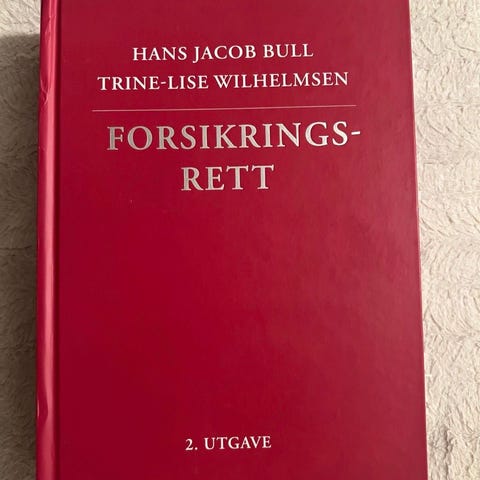 HANS JACOB BULL
TRINE-LISE WILHELMSEN
FORSIKRINGS-
RETT
2. UTGAVE